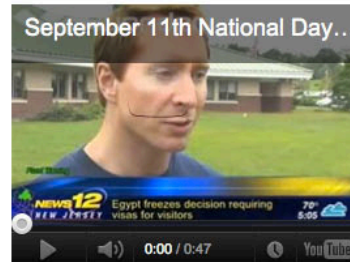 September 11th National Day...
NEWS 12
NEW JERSEY
Egypt freezes decision requiring
visas for visitors
70°
5:05
0:00 / 0:47
YouTube